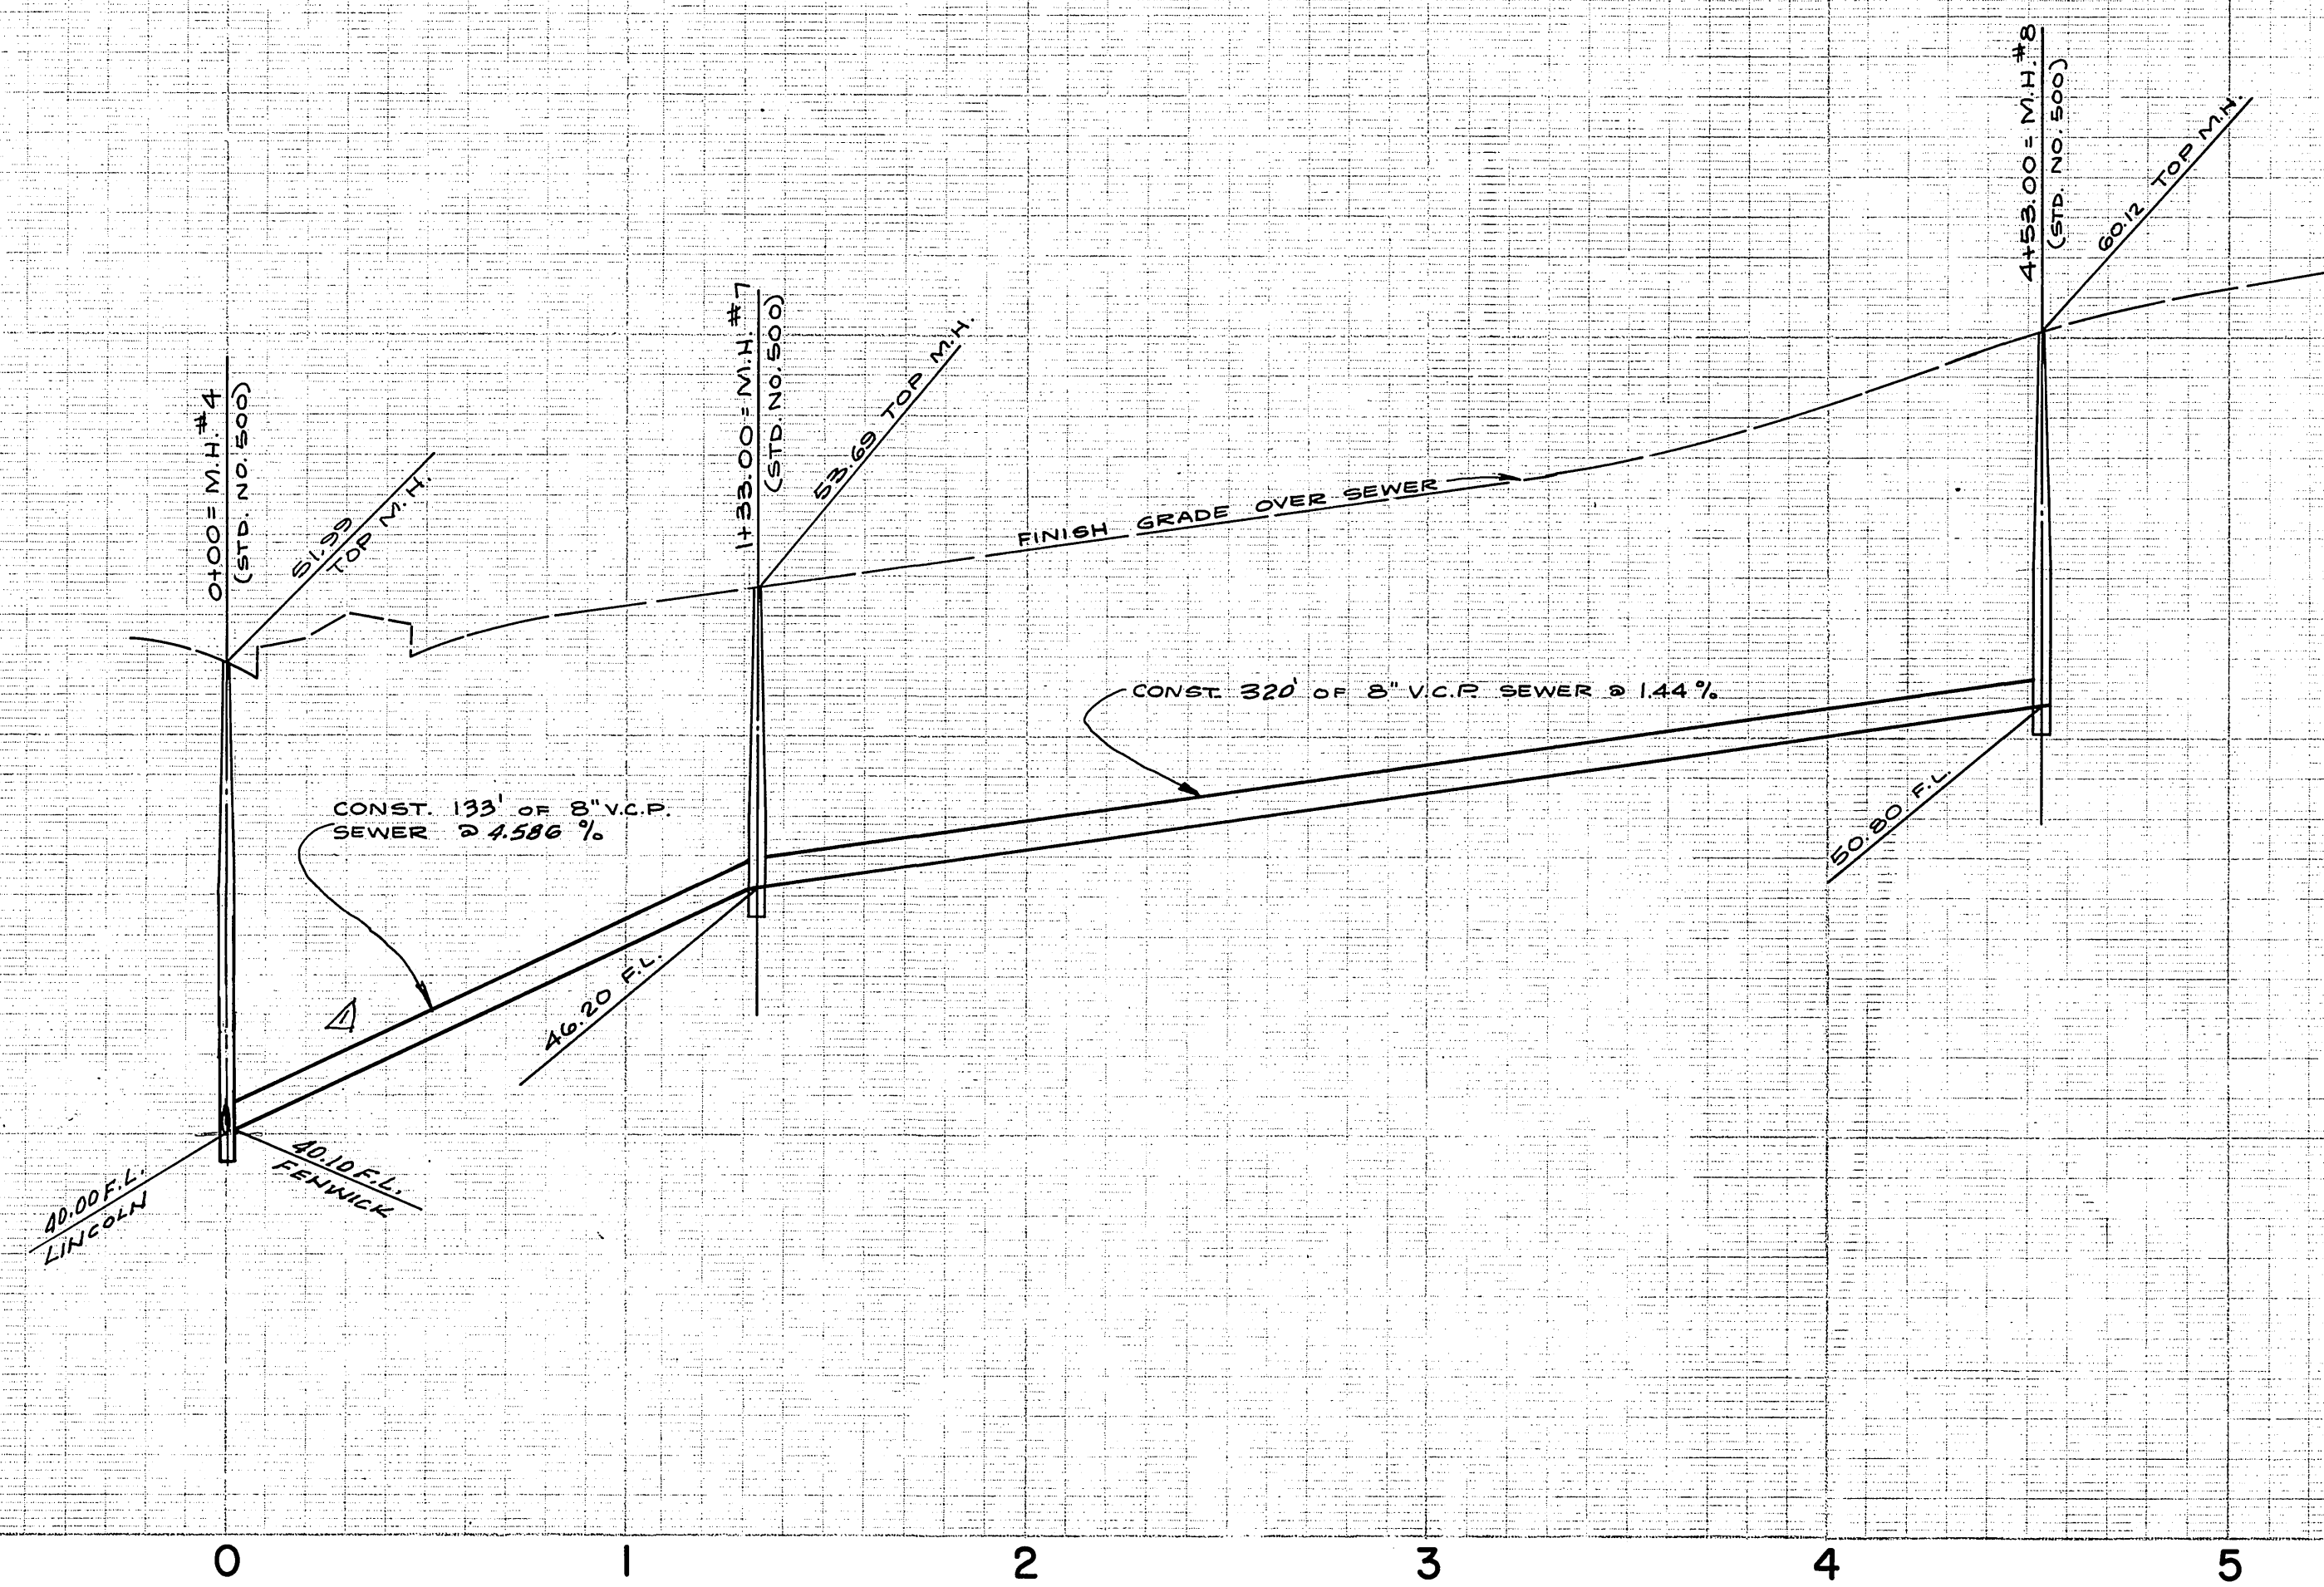 0+00 = M.H. #4
(STD. NO. 500)
51.99
TOP M.H.
1+33.00 = M.H. #7
(STD. NO. 500)
53.69 TOP M.H.
4+53.00 = M.H. #8
(STD. NO. 500)
60.12 TOP M.H.
FINISH GRADE OVER SEWER
CONST. 320' OF 8" V.C.P. SEWER @ 1.44 %
CONST. 133' OF 8" V.C.P.
SEWER @ 4.586 %
1
46.20 F.L.
50.80 F.L.
40.00 F.L.
LINCOLN
40.10 F.L.
FENWICK
0 1 2 3 4 5